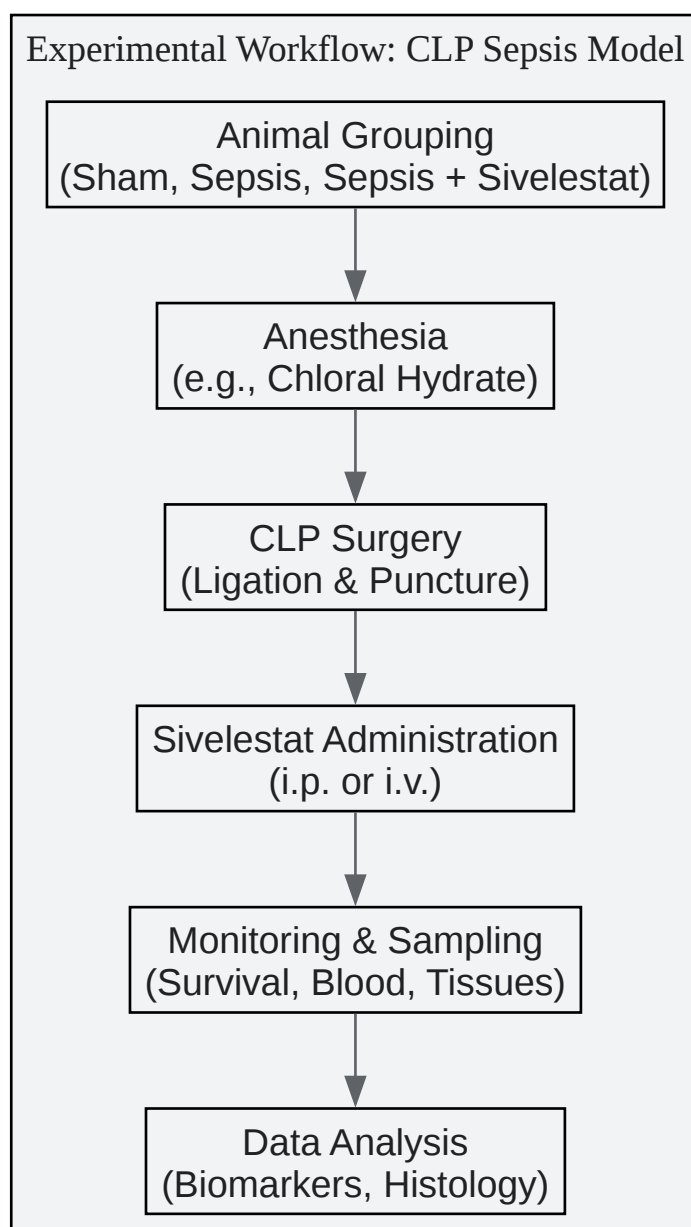 Experimental Workflow: CLP Sepsis Model
Animal Grouping
(Sham, Sepsis, Sepsis + Sivelestat)
Anesthesia
(e.g., Chloral Hydrate)
CLP Surgery
(Ligation & Puncture)
Sivelestat Administration
(i.p. or i.v.)
Monitoring & Sampling
(Survival, Blood, Tissues)
Data Analysis
(Biomarkers, Histology)